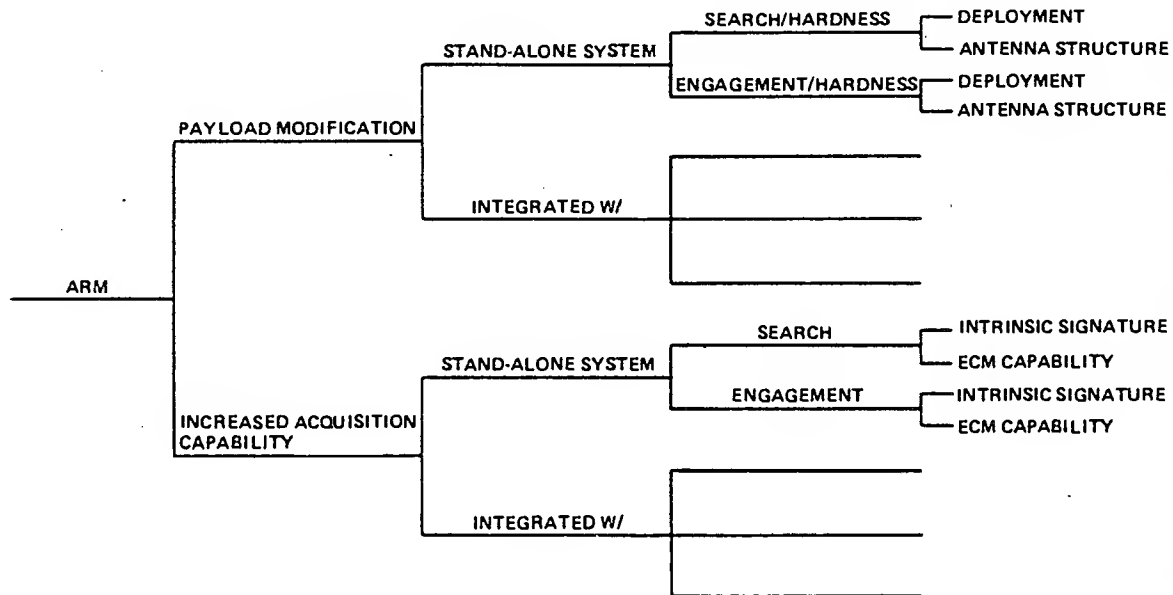 SEARCH/HARDNESS
DEPLOYMENT
STAND-ALONE SYSTEM
ANTENNA STRUCTURE
ENGAGEMENT/HARDNESS
DEPLOYMENT
ANTENNA STRUCTURE
PAYLOAD MODIFICATION
INTEGRATED W/
ARM
SEARCH
INTRINSIC SIGNATURE
STAND-ALONE SYSTEM
ECM CAPABILITY
ENGAGEMENT
INTRINSIC SIGNATURE
INCREASED ACQUISITION
CAPABILITY
ECM CAPABILITY
INTEGRATED W/